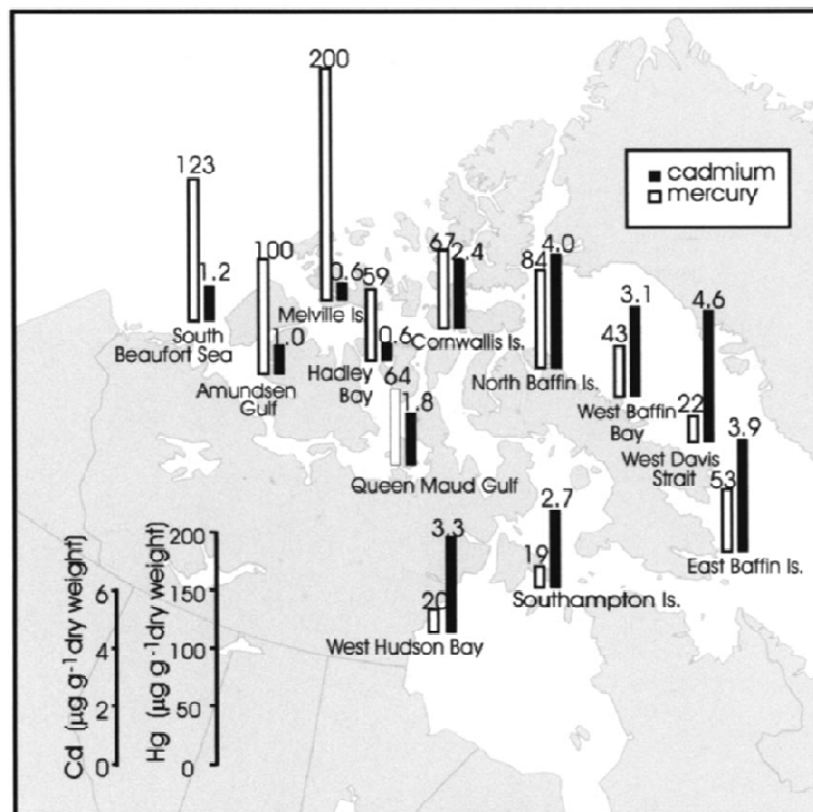 200
123
cadmium
mercury
100
67
2.4
4.0
84
1.2
0.6
59
3.1
4.6
Melville Is.
43
South
Beaufort Sea
1.0
0.6
Cornwallis Is.
Hadley
Bay
North Baffin Is.
Amundsen
Gulf
64
1.8
West Baffin
Bay
22
3.9
West Davis
Strait
Queen Maud Gulf
53
2.7
3.3
19
East Baffin Is.
20
Southampton Is.
West Hudson Bay
Cd (µg g-1dry weight)
6
4
2
0
Hg (µg g-1dry weight)
200
150
100
50
0